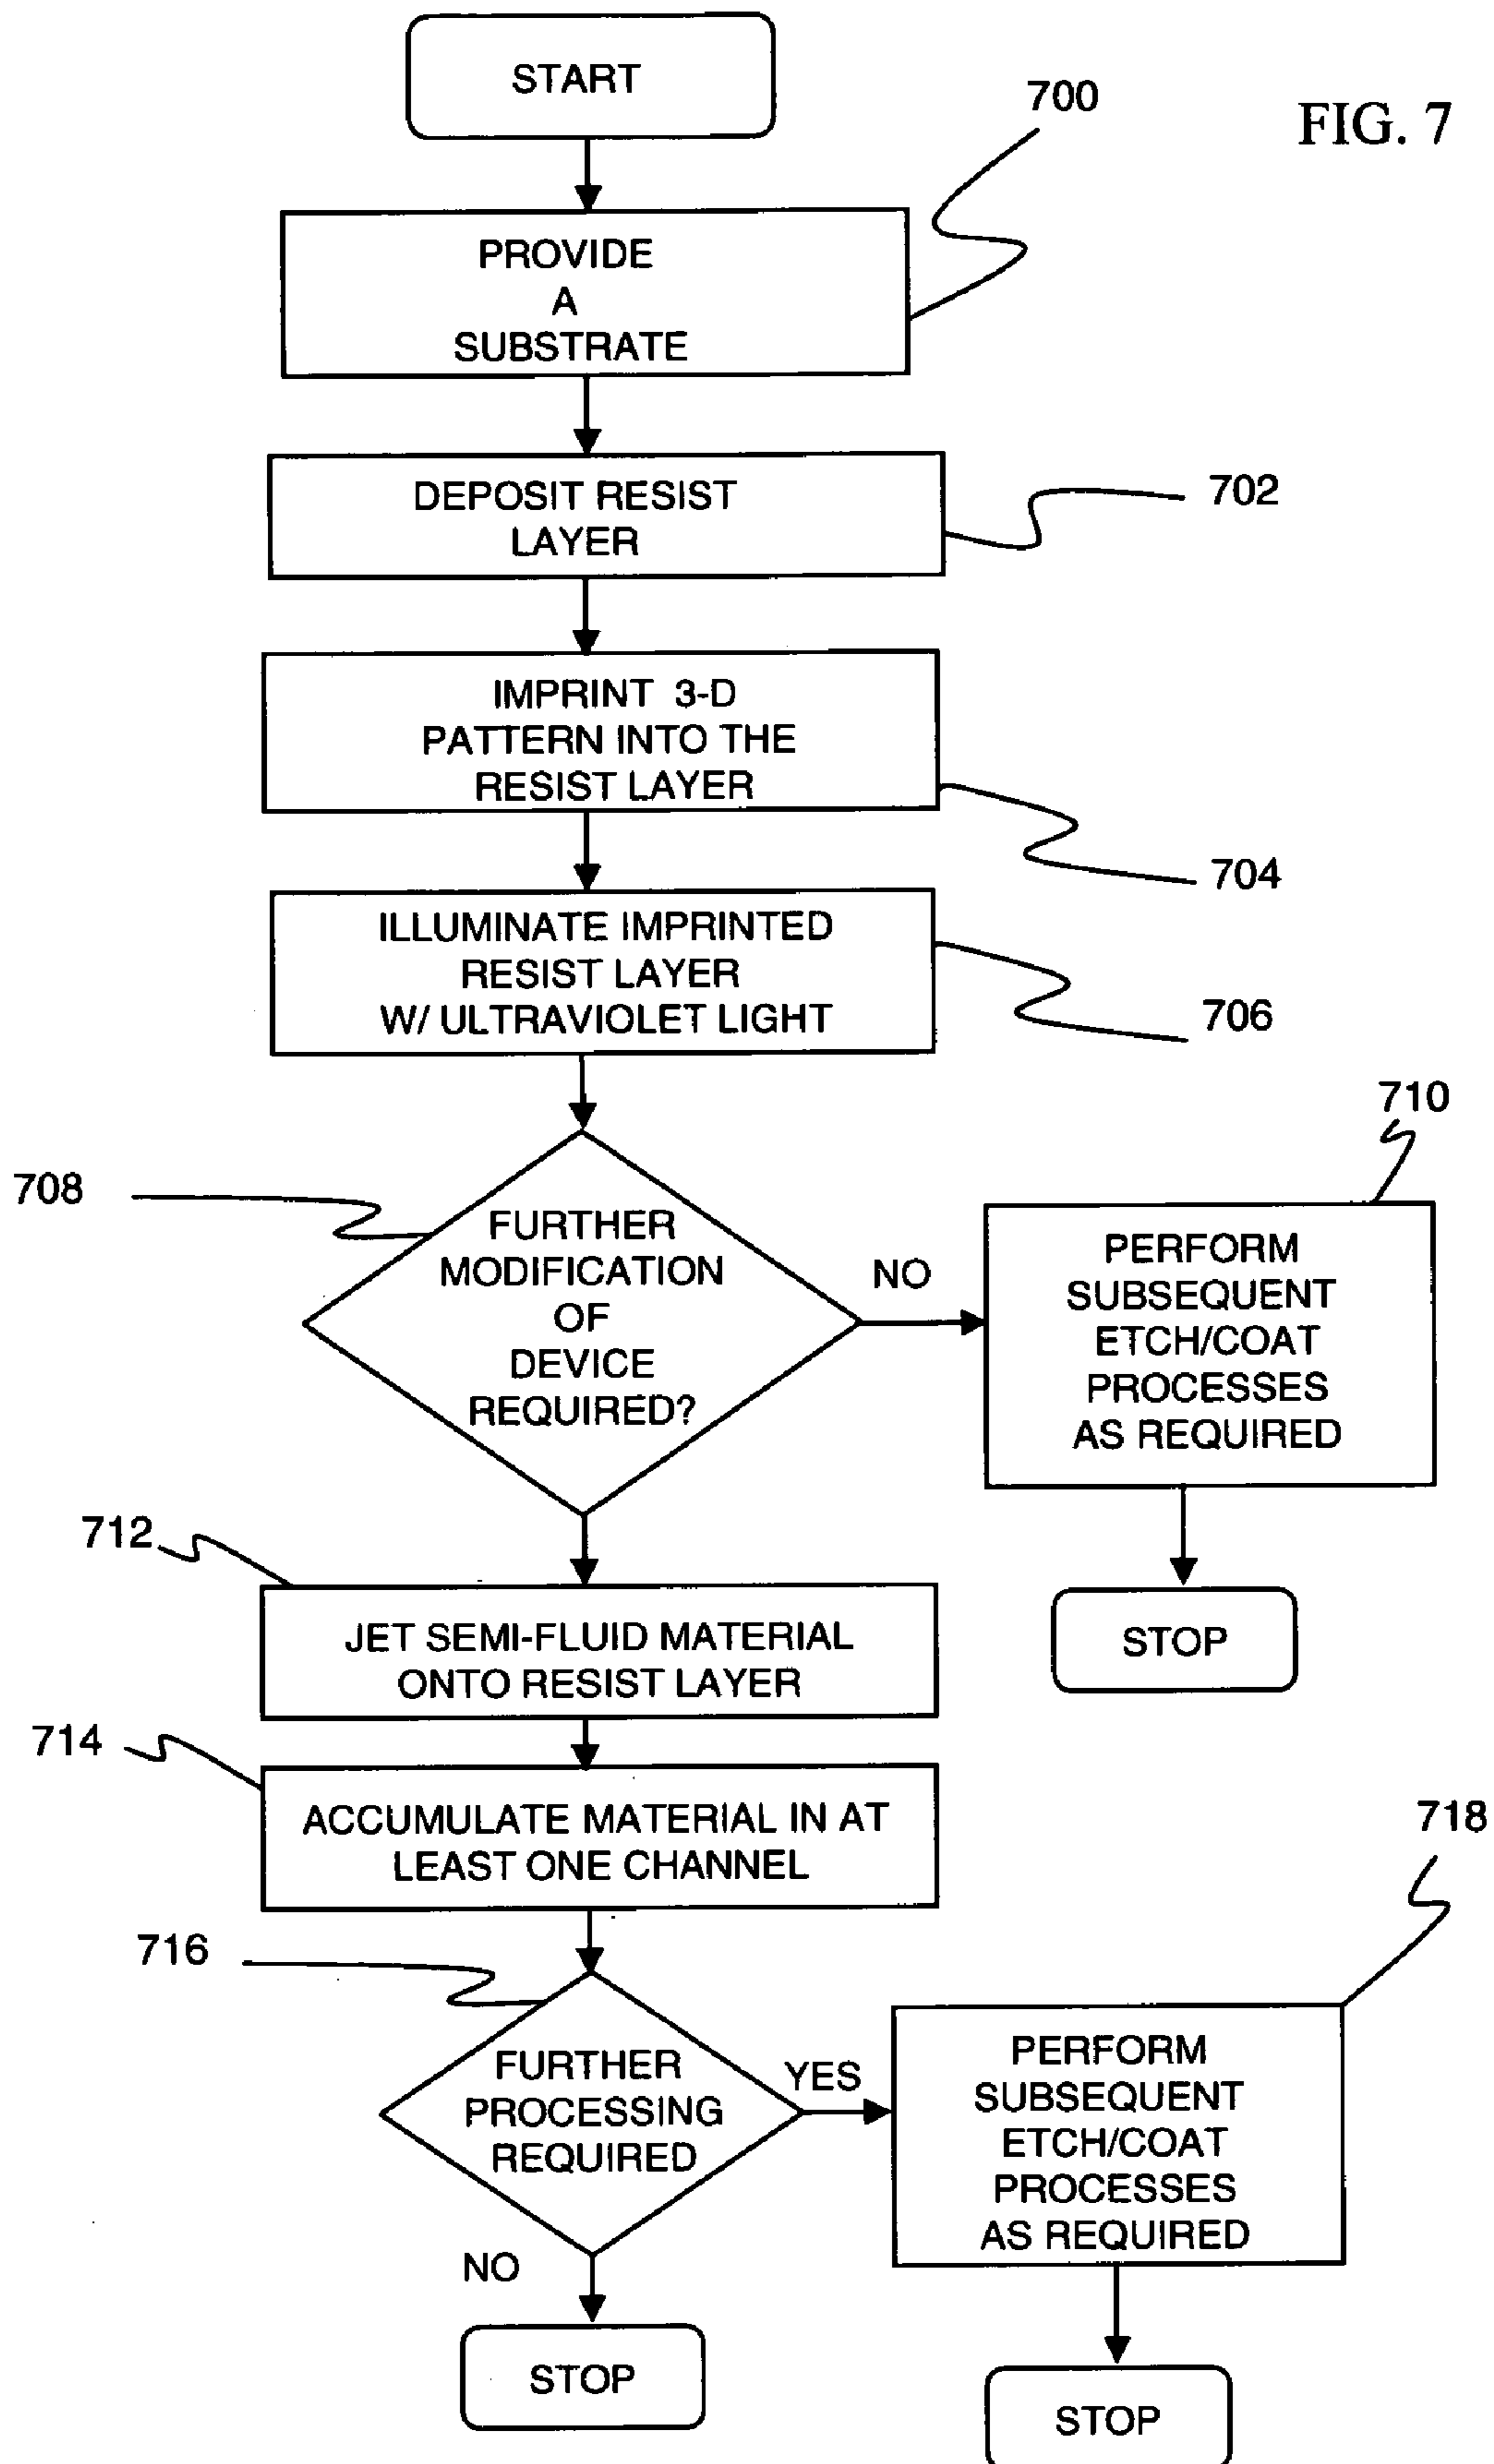 START
700
FIG. 7
PROVIDE
A
SUBSTRATE
DEPOSIT RESIST
LAYER
702
IMPRINT 3-D
PATTERN INTO THE
RESIST LAYER
704
ILLUMINATE IMPRINTED
RESIST LAYER
W/ ULTRAVIOLET LIGHT
706
708
FURTHER
MODIFICATION
OF
DEVICE
REQUIRED?
NO
710
PERFORM
SUBSEQUENT
ETCH/COAT
PROCESSES
AS REQUIRED
STOP
712
JET SEMI-FLUID MATERIAL
ONTO RESIST LAYER
714
ACCUMULATE MATERIAL IN AT
LEAST ONE CHANNEL
716
FURTHER
PROCESSING
REQUIRED
YES
718
PERFORM
SUBSEQUENT
ETCH/COAT
PROCESSES
AS REQUIRED
NO
STOP
STOP